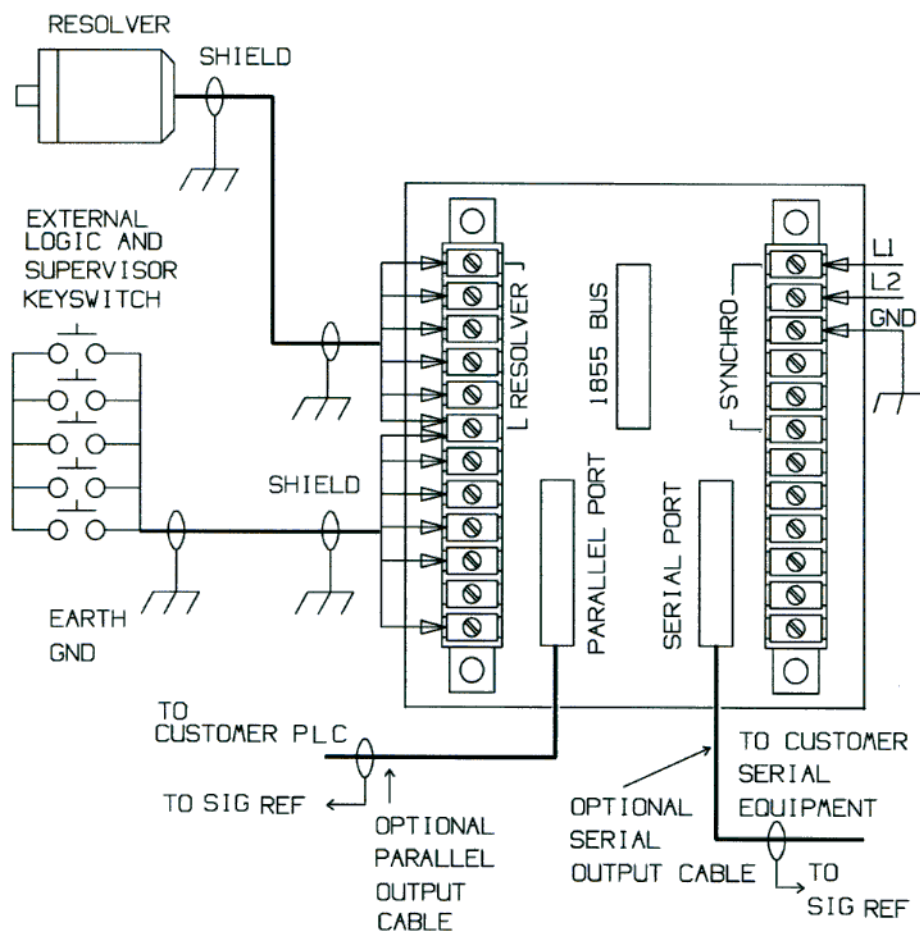 RESOLVER
SHIELD
EXTERNAL
LOGIC AND
SUPERVISOR
KEYSWITCH
RESOLVER
1855 BUS
SYNCHRO
L1
L2
GND
SHIELD
PARALLEL PORT
SERIAL PORT
EARTH
GND
TO
CUSTOMER PLC
TO SIG REF
OPTIONAL
PARALLEL
OUTPUT
CABLE
OPTIONAL
SERIAL
OUTPUT CABLE
TO CUSTOMER
SERIAL
EQUIPMENT
TO
SIG REF